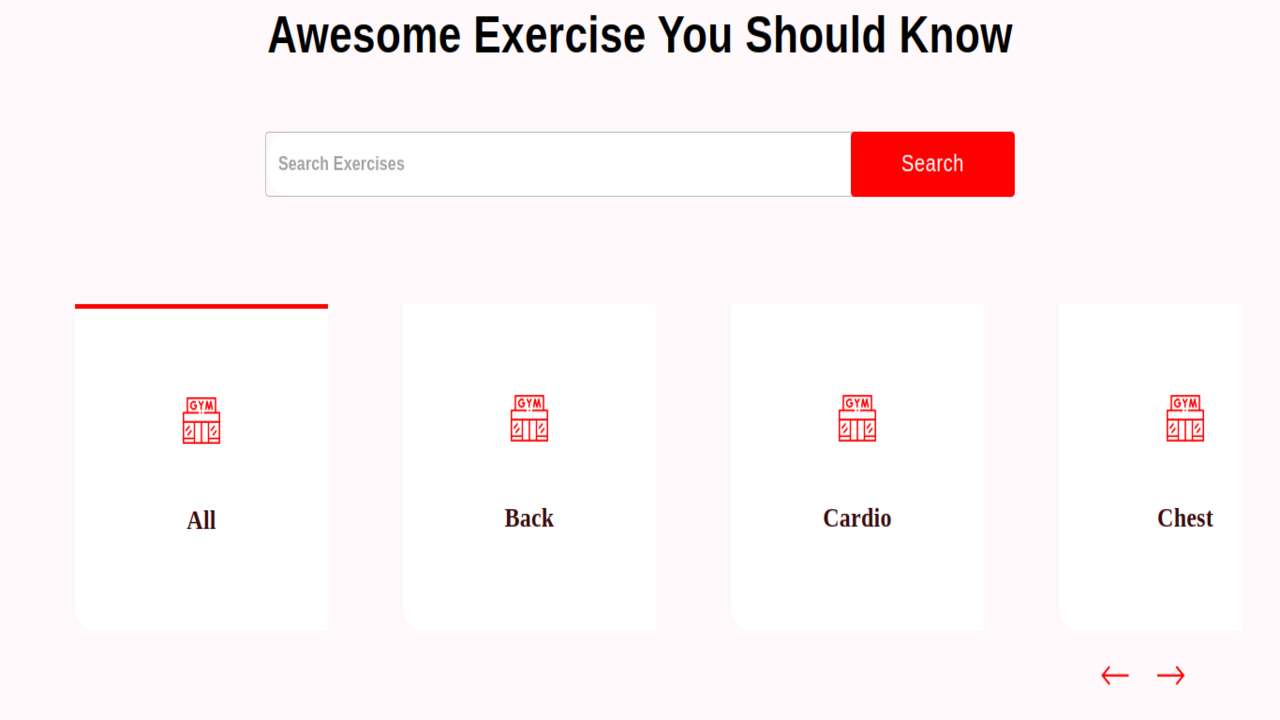 Awesome Exercise You Should Know
Search Exercises
Search
GYM
GYM
GYM
GYM
All
Back
Cardio
Chest